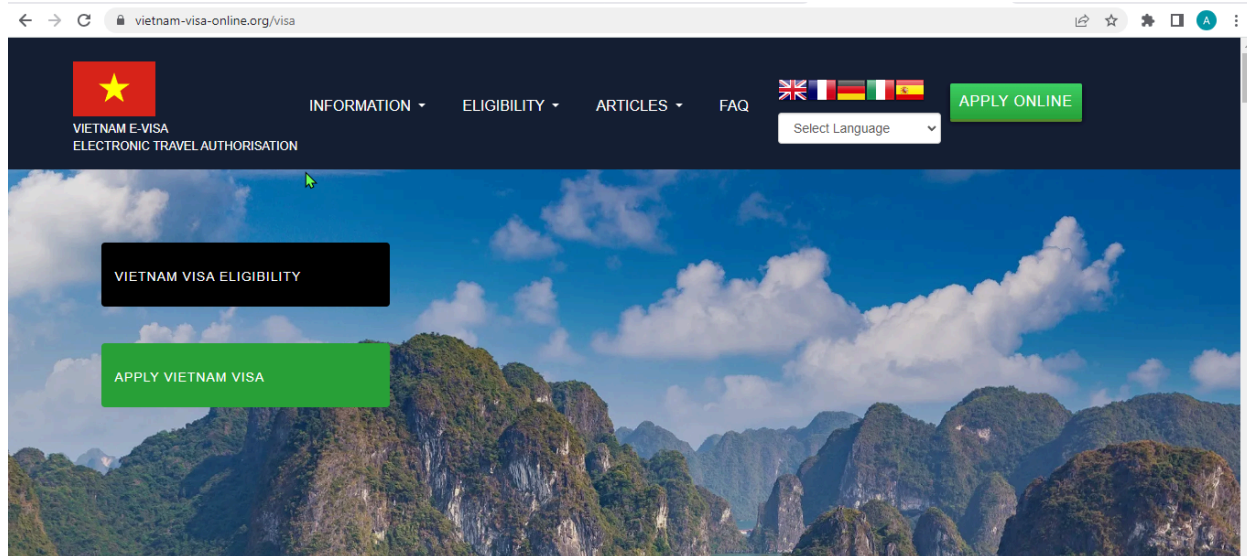 vietnam-visa-online.org/visa
A
VIETNAM E-VISA
ELECTRONIC TRAVEL AUTHORISATION
INFORMATION
ELIGIBILITY
ARTICLES
FAQ
Select Language
APPLY ONLINE
VIETNAM VISA ELIGIBILITY
APPLY VIETNAM VISA